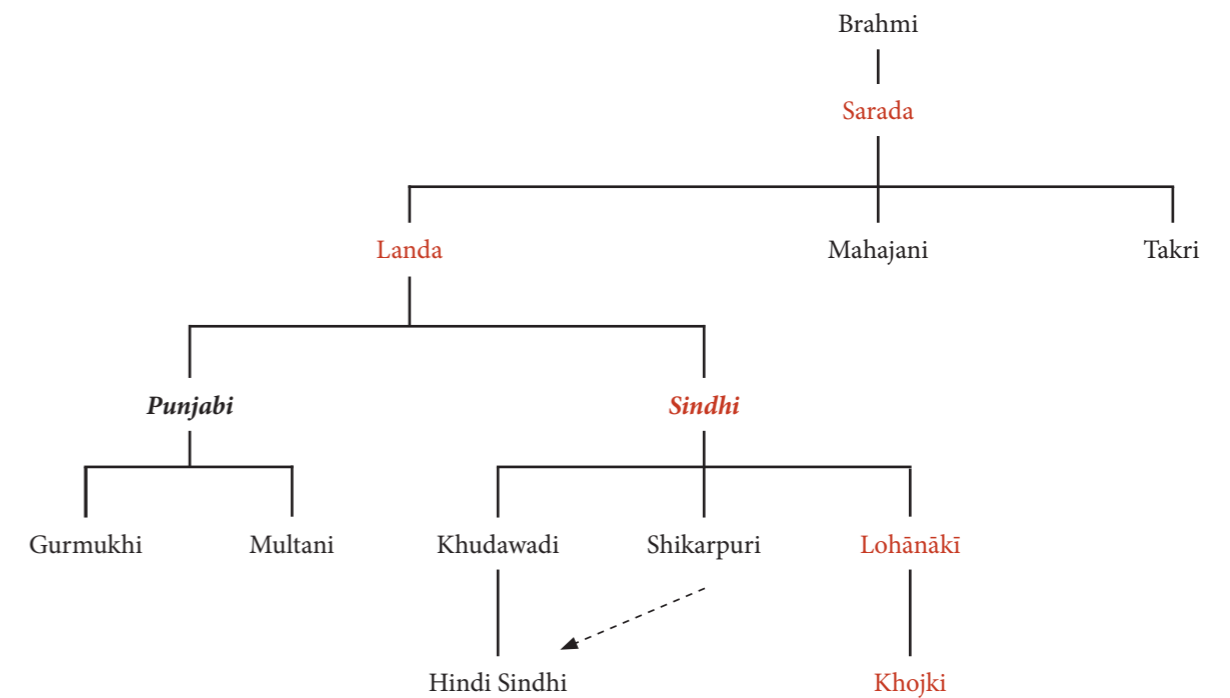 Brahmi
Sarada
Landa Mahajani Takri
Punjabi Sindhi
Gurmukhi Multani Khudawadi Shikarpuri Lohānākī
Hindi Sindhi Khojki